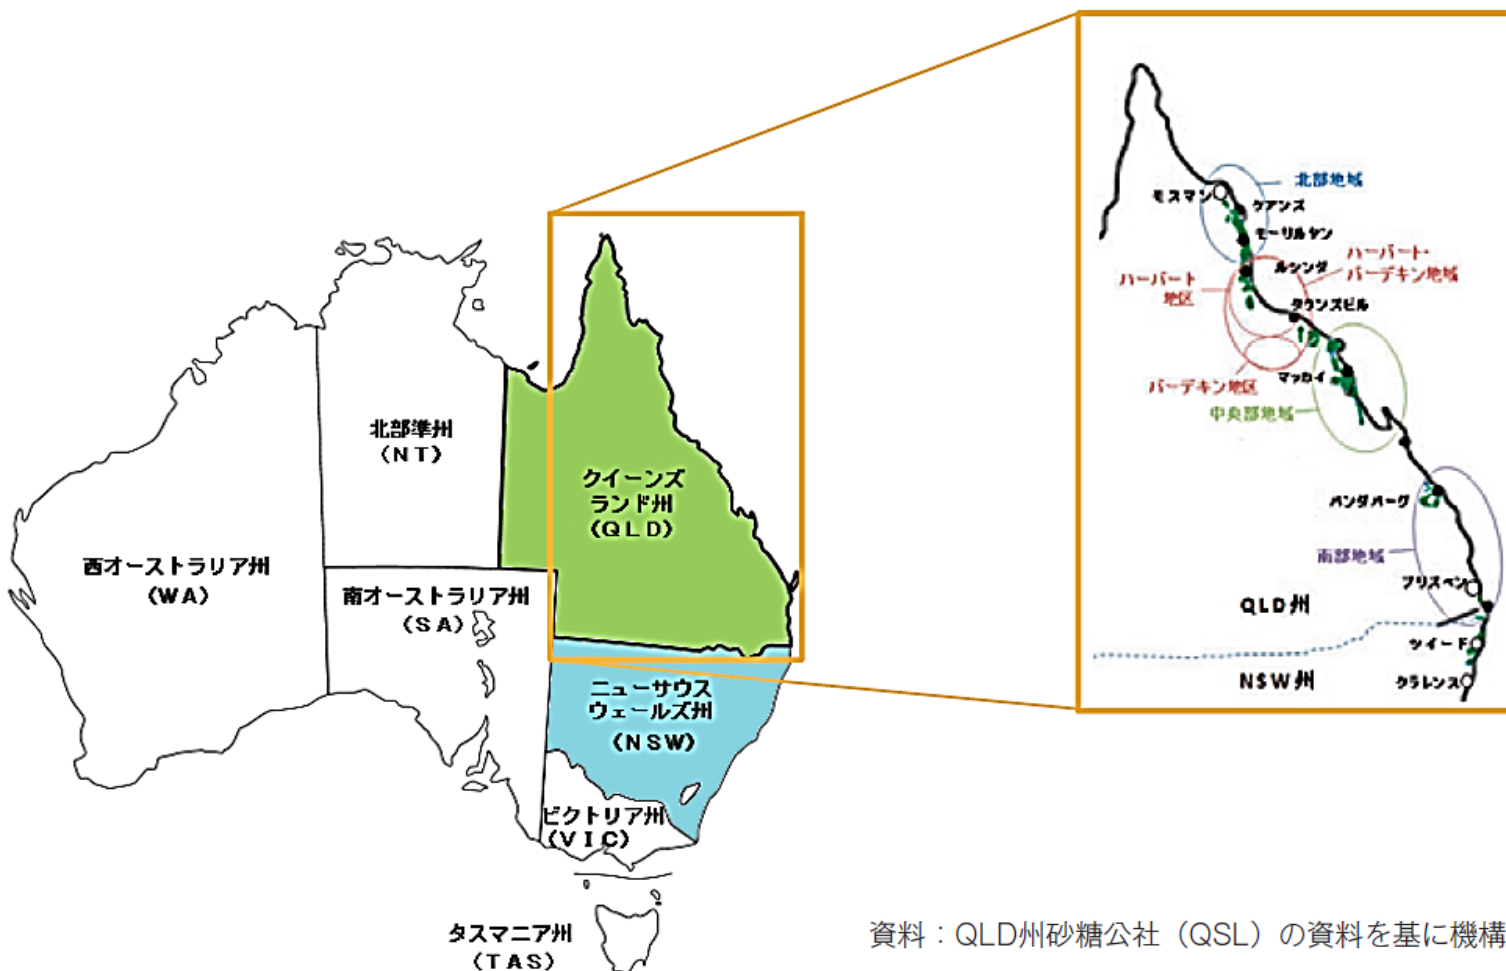 北部準州
(NT)
クイーンズ
ランド州
(QLD)
西オーストラリア州
(WA)
南オーストラリア州
(SA)
ニューサウス
ウェールズ州
(NSW)
ビクトリア州
(VIC)
タスマニア州
(TAS)
北部地域
モスマン
ケアンズ
モーリルヤン
ハーバート・
バーデキン地域
ルシンダ
ハーバート
地区
タウンズビル
バーデキン地区
マッカイ
中央部地域
バンダバーグ
南部地域
ブリスベン
QLD州
ツイード
NSW州
クラレンス
資料：QLD州砂糖公社（QSL）の資料を基に機構